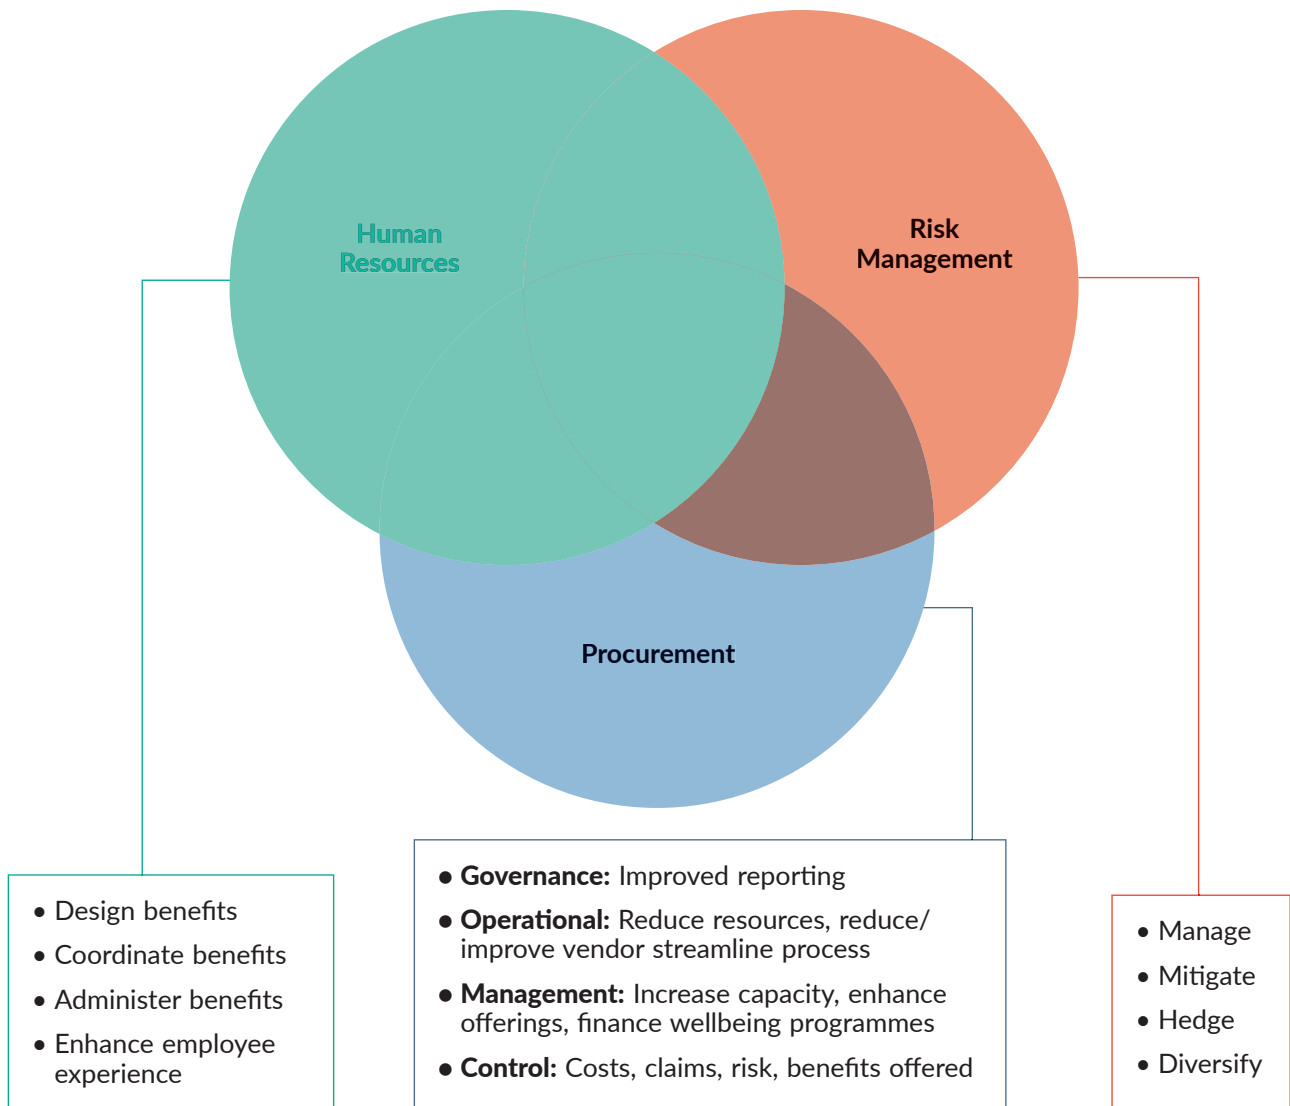 Human
Resources
Risk
Management
Procurement
• Design benefits
• Coordinate benefits
• Administer benefits
• Enhance employee
experience
• Governance: Improved reporting
• Operational: Reduce resources, reduce/
improve vendor streamline process
• Management: Increase capacity, enhance
offerings, finance wellbeing programmes
• Control: Costs, claims, risk, benefits offered
• Manage
• Mitigate
• Hedge
• Diversify